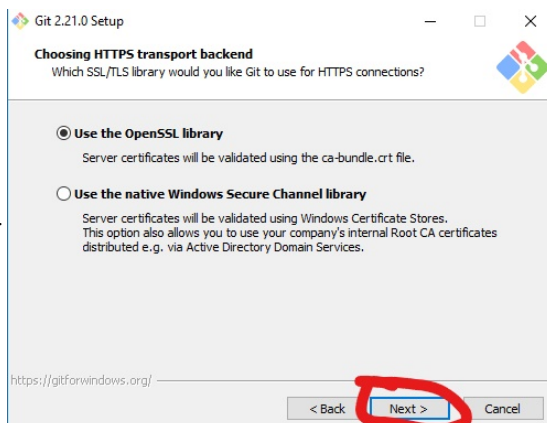 Git 2.21.0 Setup
Choosing HTTPS transport backend
Which SSL/TLS library would you like Git to use for HTTPS connections?
Use the OpenSSL library
Server certificates will be validated using the ca-bundle.crt file.
Use the native Windows Secure Channel library
Server certificates will be validated using Windows Certificate Stores.
This option also allows you to use your company's internal Root CA certificates
distributed e.g. via Active Directory Domain Services.
https://gitforwindows.org/
< Back Next > Cancel